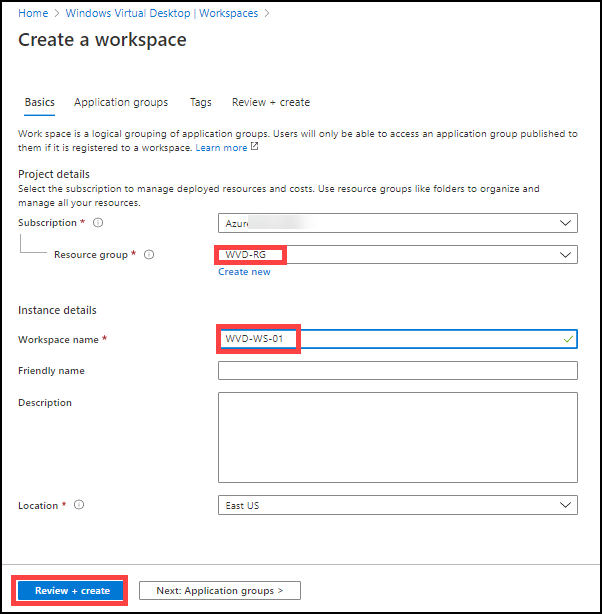 Home > Windows Virtual Desktop | Workspaces >
Create a workspace
Basics Application groups Tags Review + create
Work space is a logical grouping of application groups. Users will only be able to access an application group published to
them if it is registered to a workspace. Learn more
Project details
Select the subscription to manage deployed resources and costs. Use resource groups like folders to organize and
manage all your resources.
Subscription *
Resource group * WVD-RG
Create new
Instance details
Workspace name * WVD-WS-01
Friendly name
Description
Location * East US
Review + create Next: Application groups >